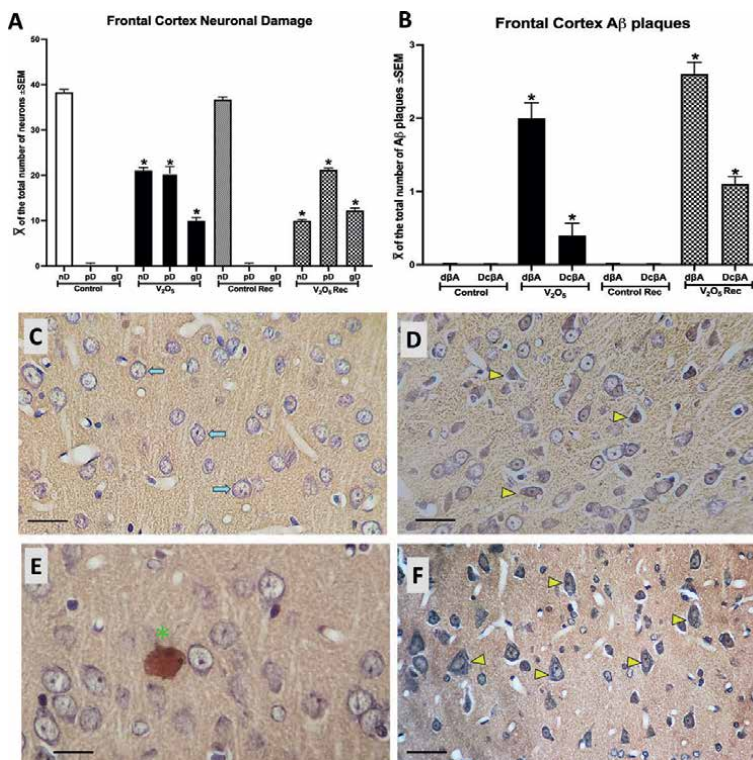 A
Frontal Cortex Neuronal Damage
X̄ of the total number of neurons ±SEM
50
40
30
20
10
0
* * * * * *
nD pD gD nD pD gD nD pD gD nD pD gD
Control V₂O₅ Control Rec V₂O₅ Rec
B
Frontal Cortex Aβ plaques
X̄ of the total number of Aβ plaques ±SEM
3
2
1
0
* * * *
dβA DcβA dβA DcβA dβA DcβA dβA DcβA
Control V₂O₅ Control Rec V₂O₅ Rec
C
D
E
*
F